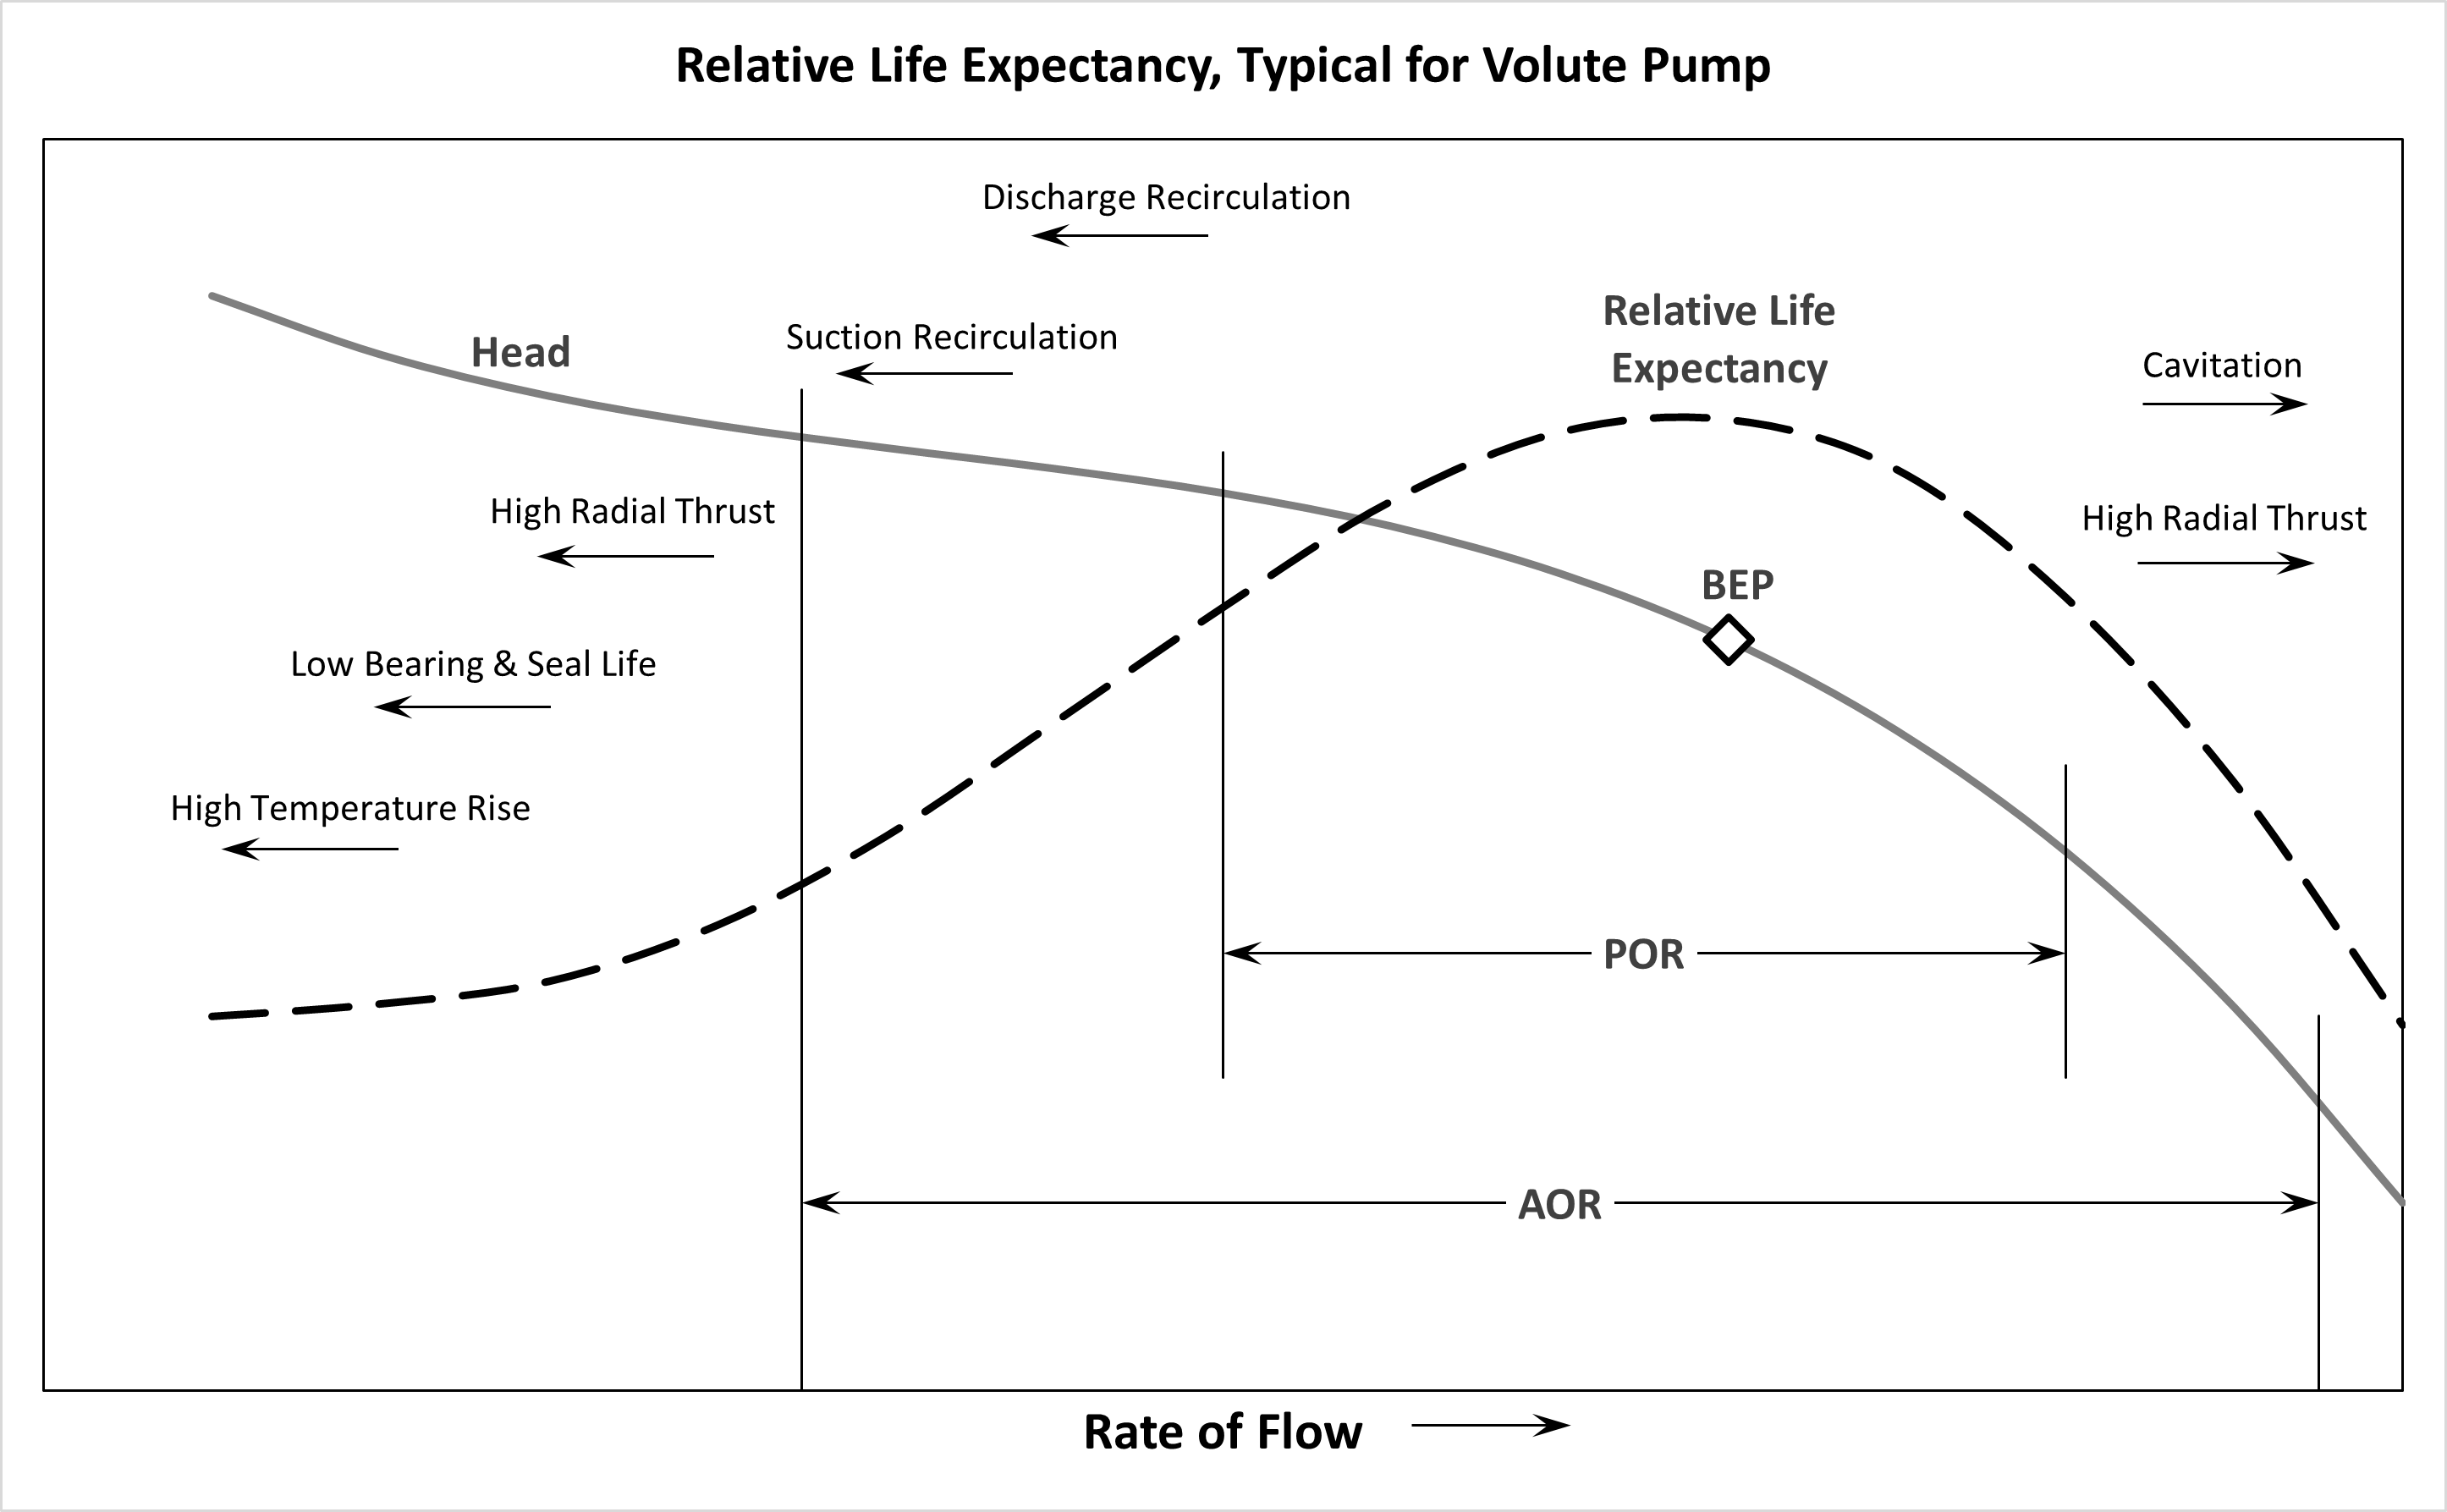 Relative Life Expectancy, Typical for Volute Pump
Discharge Recirculation
Relative Life
Expectancy
Head
Suction Recirculation
Cavitation
High Radial Thrust
High Radial Thrust
BEP
Low Bearing & Seal Life
High Temperature Rise
POR
AOR
Rate of Flow